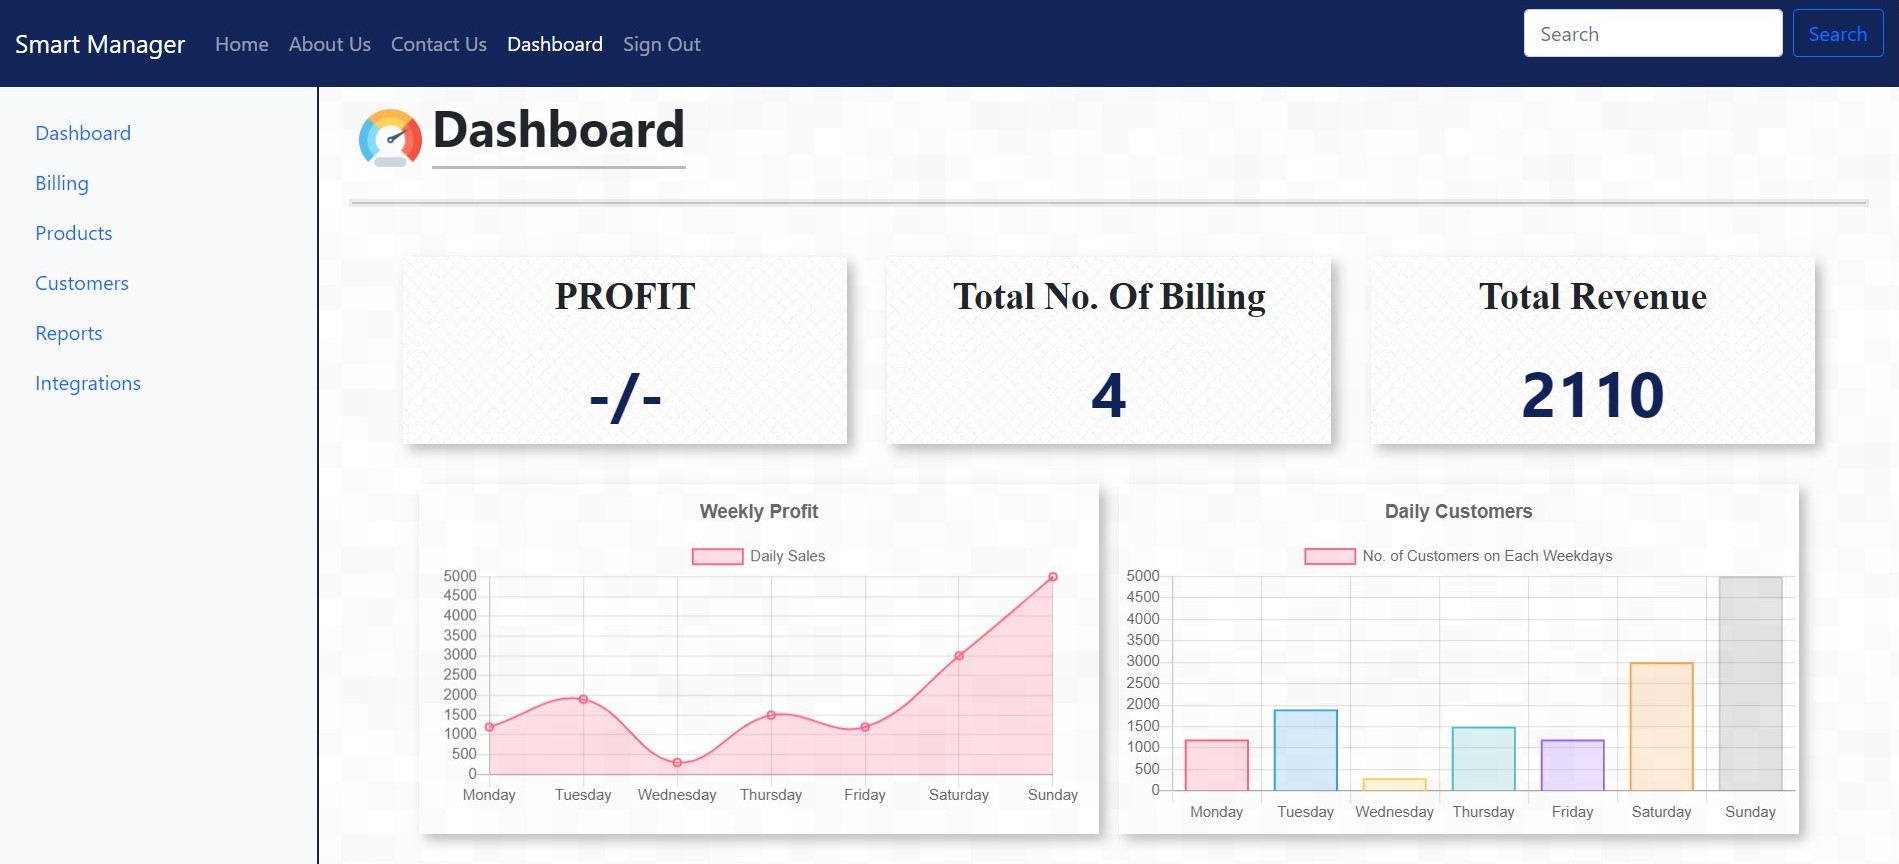 Smart Manager Home About Us Contact Us Dashboard Sign Out Search Search
Dashboard
Billing
Products
Customers
Reports
Integrations
Dashboard
PROFIT
-/-
Total No. Of Billing
4
Total Revenue
2110
Weekly Profit
Daily Sales
5000
4500
4000
3500
3000
2500
2000
1500
1000
500
0
Monday Tuesday Wednesday Thursday Friday Saturday Sunday
Daily Customers
No. of Customers on Each Weekdays
5000
4500
4000
3500
3000
2500
2000
1500
1000
500
0
Monday Tuesday Wednesday Thursday Friday Saturday Sunday